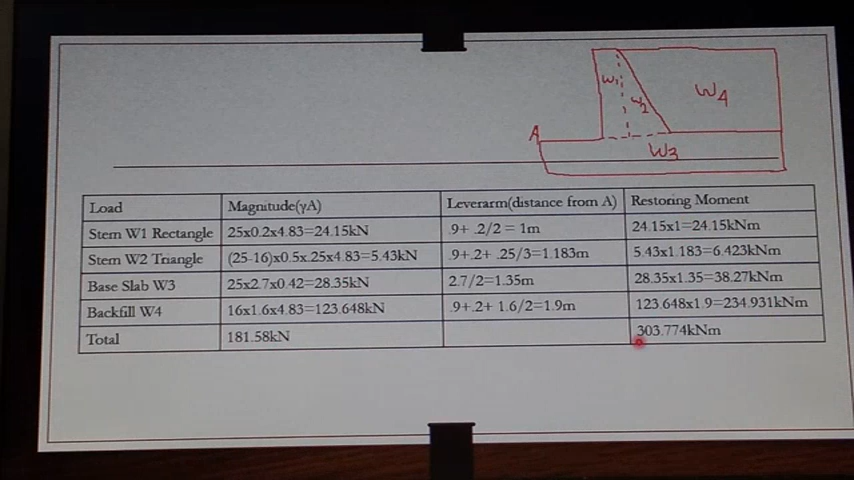 W1
W2
W4
A
W3
Load Magnitude(γA) Leverarm(distance from A) Restoring Moment
Stem W1 Rectangle 25x0.2x4.83=24.15kN .9+ .2/2 = 1m 24.15x1=24.15kNm
Stem W2 Triangle (25-16)x0.5x.25x4.83=5.43kN .9+.2+ .25/3=1.183m 5.43x1.183=6.423kNm
Base Slab W3 25x2.7x0.42=28.35kN 2.7/2=1.35m 28.35x1.35=38.27kNm
Backfill W4 16x1.6x4.83=123.648kN .9+.2+ 1.6/2=1.9m 123.648x1.9=234.931kNm
Total 181.58kN 303.774kNm